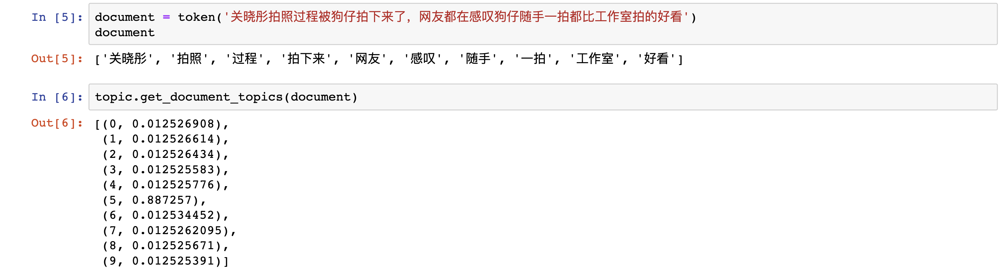 In [5]: document = token('关晓彤拍照过程被狗仔拍下来了，网友都在感叹狗仔随手一拍都比工作室拍的好看')
document
Out[5]: ['关晓彤', '拍照', '过程', '拍下来', '网友', '感叹', '随手', '一拍', '工作室', '好看']
In [6]: topic.get_document_topics(document)
Out[6]: [(0, 0.012526908),
(1, 0.012526614),
(2, 0.012526434),
(3, 0.012525583),
(4, 0.012525776),
(5, 0.887257),
(6, 0.012534452),
(7, 0.0125262095),
(8, 0.012525671),
(9, 0.012525391)]